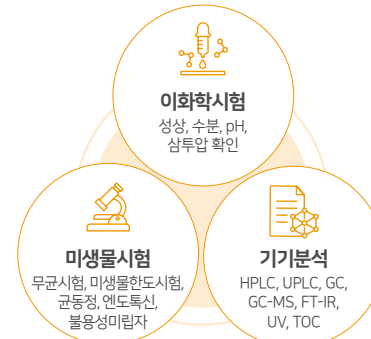 이화학시험
성상, 수분, pH,
삼투압 확인
미생물시험
무균시험, 미생물한도시험,
균동정, 엔도톡신,
불용성미립자
기기분석
HPLC, UPLC, GC,
GC-MS, FT-IR,
UV, TOC